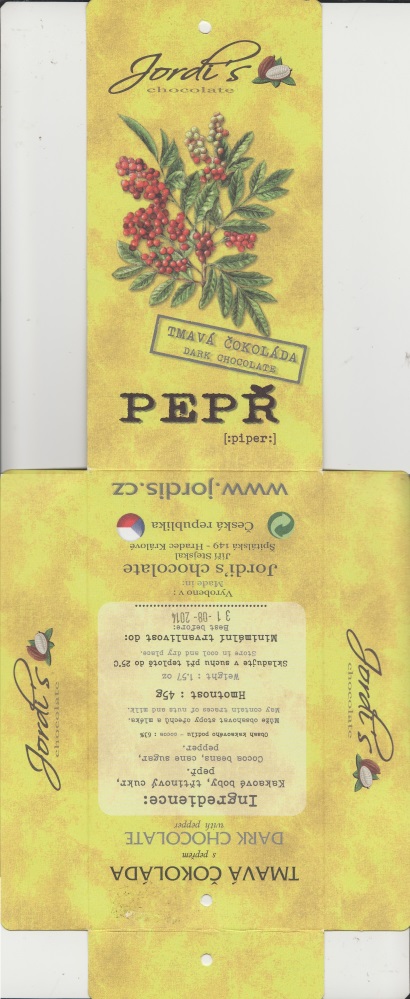 Jordi's
chocolate
TMAVÁ ČOKOLÁDA
DARK CHOCOLATE
PEPŘ
[:piper:]
TMAVÁ ČOKOLÁDA
s pepřem
DARK CHOCOLATE
with pepper
Ingredience:
Kakaové boby, třtinový cukr,
pepř.
Cocoa beans, cane sugar,
pepper.
Obsah kakaového podílu - cocoa : 63%
Může obsahovat stopy ořechů a mléka.
May contain traces of nuts and milk.
Hmotnost : 45g
Weight : 1.57 oz
Skladujte v suchu při teplotě do 25°C
Store in cool and dry place.
Minimální trvanlivost do:
Best before:
31 -08- 2014
Vyrobeno v :
Made in:
Jordi's chocolate
Jiří Stejskal
Spitálská 149 - Hradec Králové
Česká republika
www.jordis.cz
Jordi's
chocolate
Jordi's
chocolate